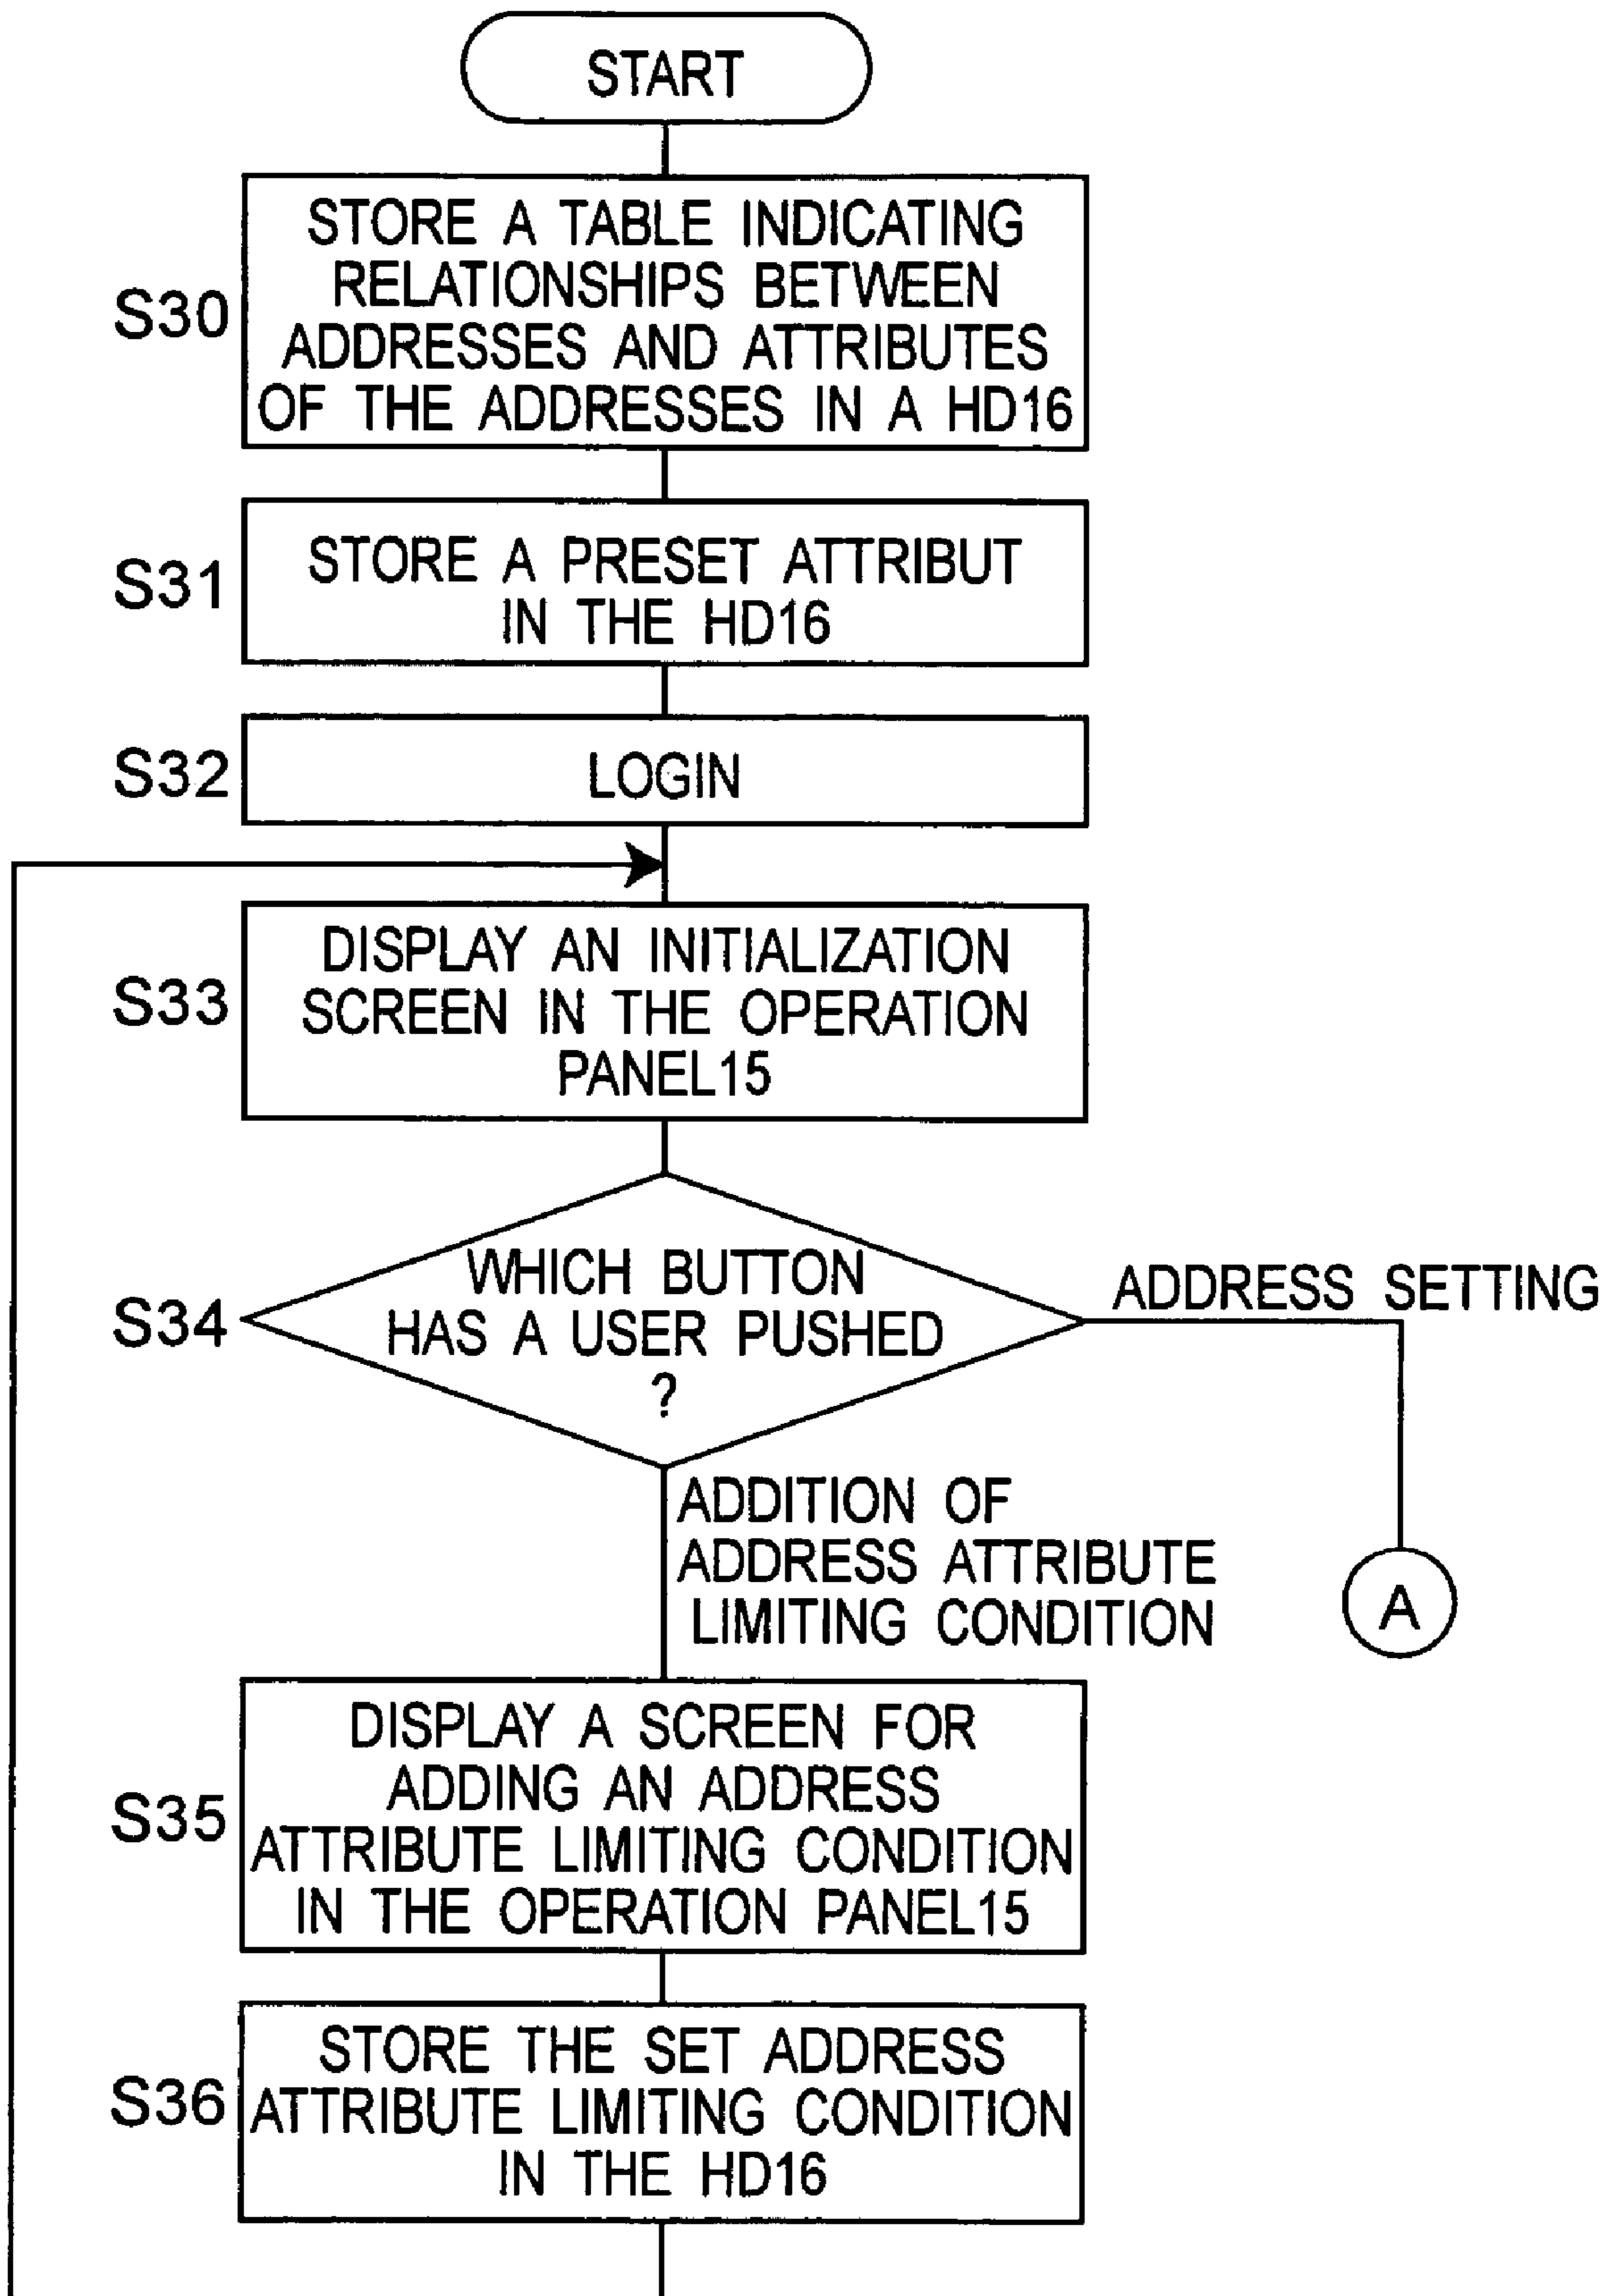 START
S30
STORE A TABLE INDICATING
RELATIONSHIPS BETWEEN
ADDRESSES AND ATTRIBUTES
OF THE ADDRESSES IN A HD16
S31
STORE A PRESET ATTRIBUT
IN THE HD16
S32
LOGIN
S33
DISPLAY AN INITIALIZATION
SCREEN IN THE OPERATION
PANEL15
S34
WHICH BUTTON
HAS A USER PUSHED
?
ADDRESS SETTING
A
ADDITION OF
ADDRESS ATTRIBUTE
LIMITING CONDITION
S35
DISPLAY A SCREEN FOR
ADDING AN ADDRESS
ATTRIBUTE LIMITING CONDITION
IN THE OPERATION PANEL15
S36
STORE THE SET ADDRESS
ATTRIBUTE LIMITING CONDITION
IN THE HD16